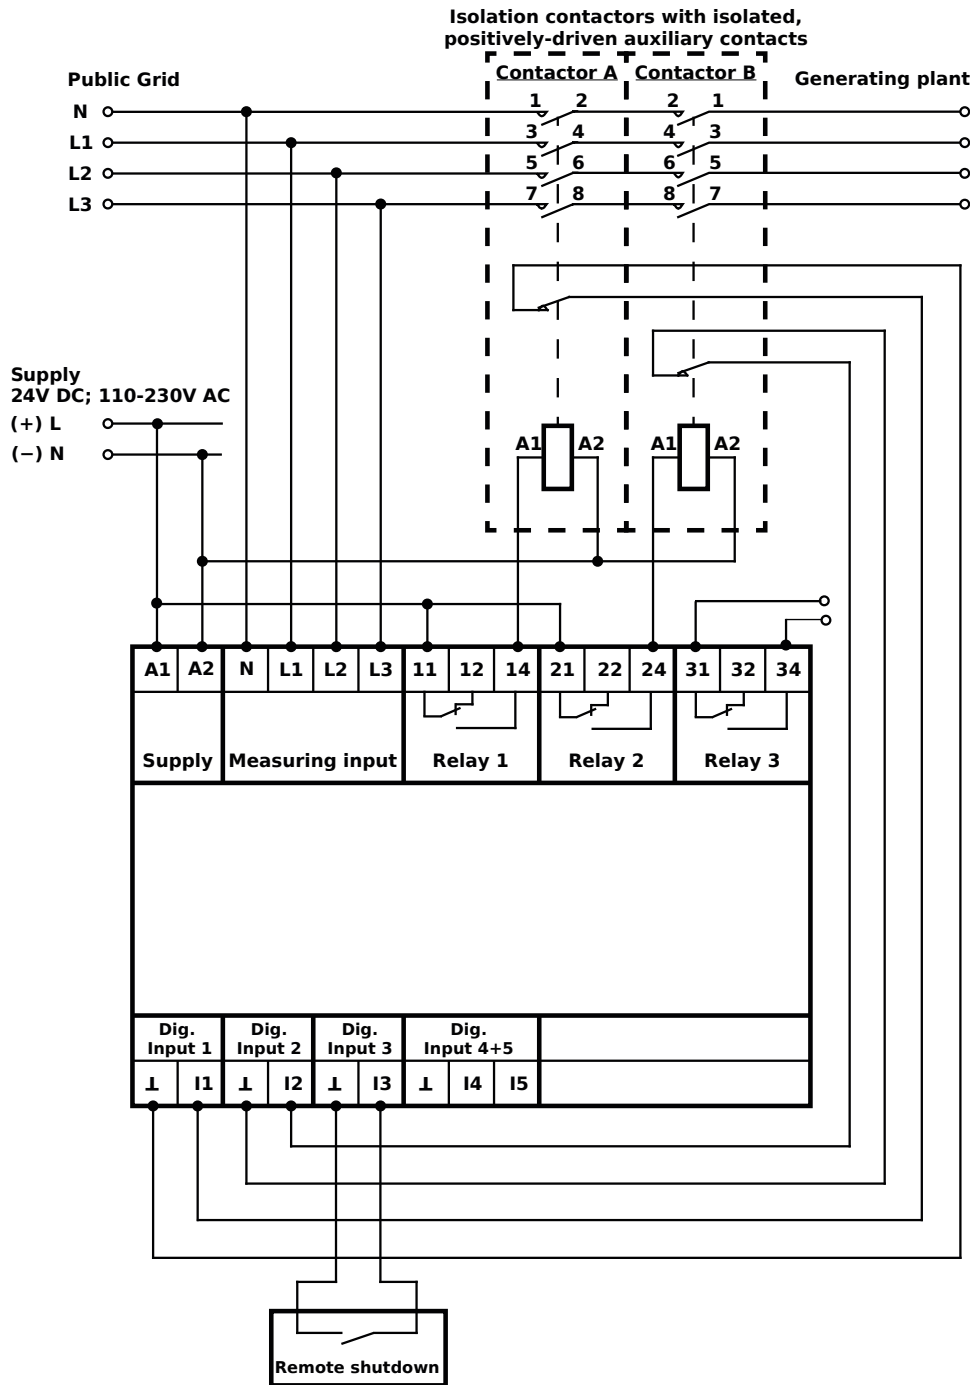 Isolation contactors with isolated,
positively-driven auxiliary contacts
Contactor A Contactor B
Public Grid Generating plant
N 1 2 2 1
L1 3 4 4 3
L2 5 6 6 5
L3 7 8 8 7
Supply
24V DC; 110-230V AC
(+) L
(−) N
A1 A2 A1 A2
A1 A2 N L1 L2 L3 11 12 14 21 22 24 31 32 34
Supply Measuring input Relay 1 Relay 2 Relay 3
Dig. Dig. Dig. Dig.
Input 1 Input 2 Input 3 Input 4+5
⊥ I1 ⊥ I2 ⊥ I3 ⊥ I4 I5
Remote shutdown